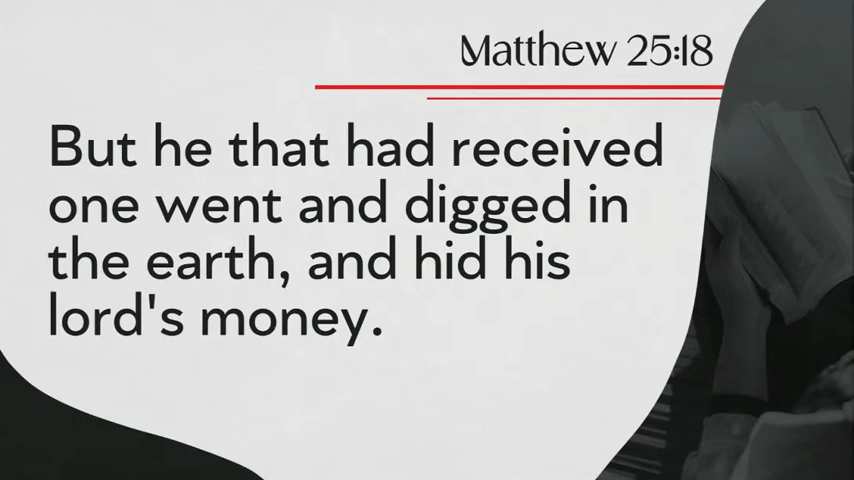 Matthew 25:18
But he that had received
one went and digged in
the earth, and hid his
lord's money.